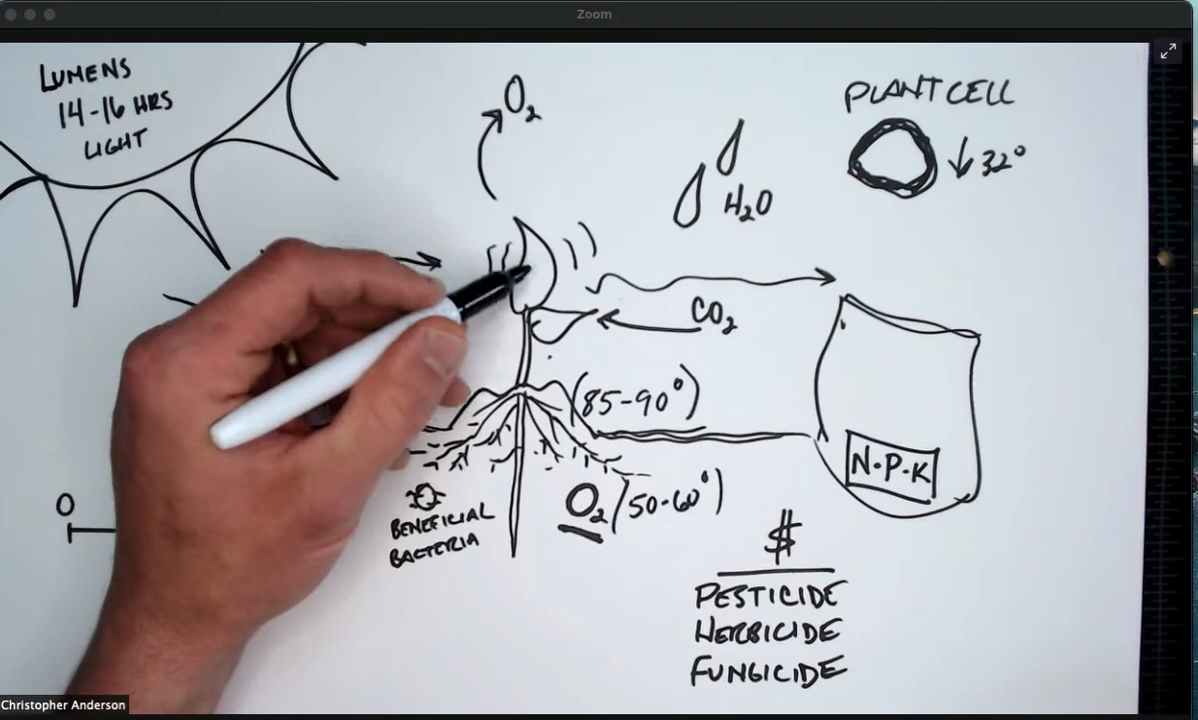 Zoom
LUMENS
14-16 HRS
LIGHT
O₂
H₂O
PLANT CELL
↓32°
CO₂
(85-90°)
N·P·K
O
O₂(50-60°)
BENEFICIAL
BACTERIA
$
PESTICIDE
HERBICIDE
FUNGICIDE
Christopher Anderson